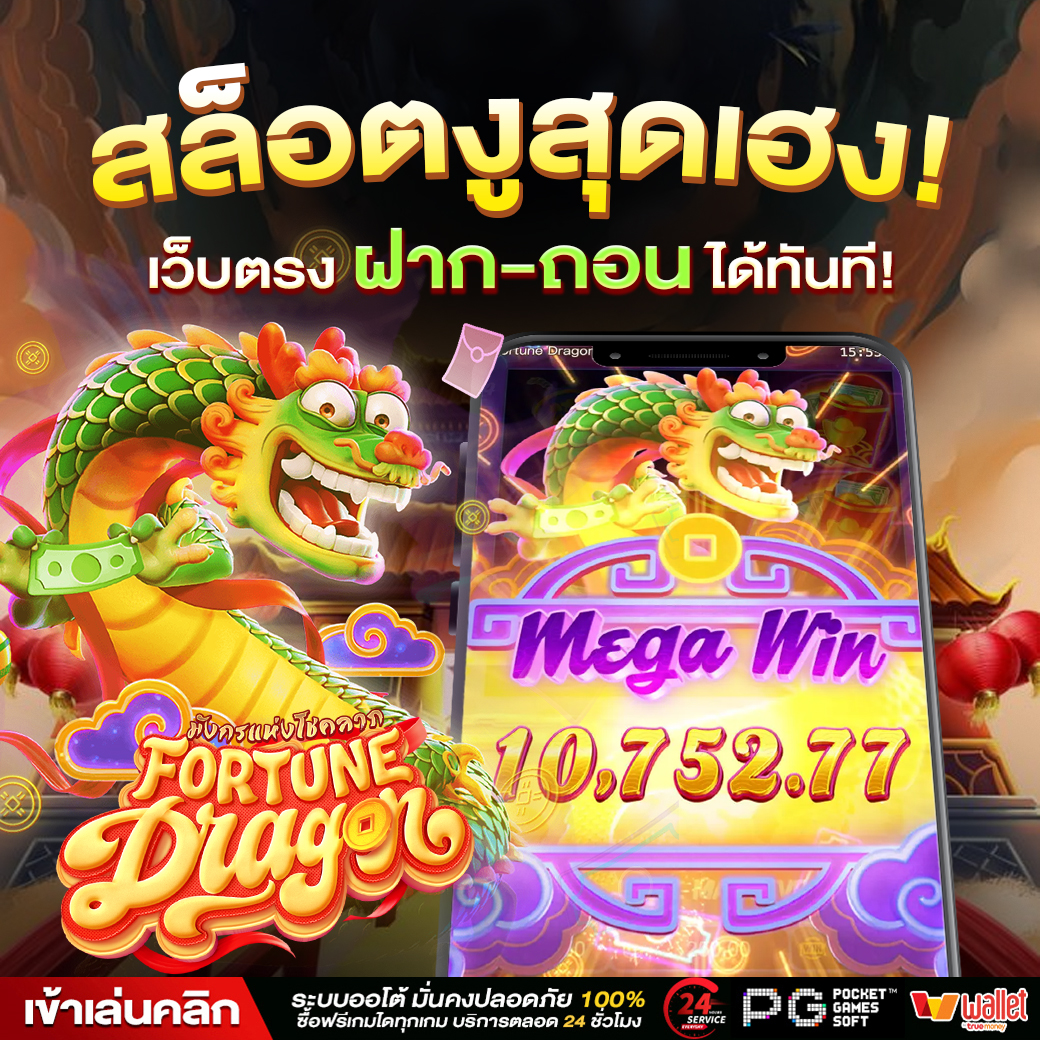 สล็อตงูสุดเฮง!
เว็บตรง ฝาก-ถอน ได้ทันที!
ortune Dragon
15:53
Mega Win
10,752.77
มังกรแห่งโชคลาภ
FORTUNE
Dragon
เข้าเล่นคลิก
ระบบออโต้ มั่นคงปลอดภัย 100%
ซื้อฟรีเกมได้ทุกเกม บริการตลอด 24 ชั่วโมง
24 HOURS
SERVICE
EVERYDAY
PG POCKET™
GAMES
SOFT
wallet
by truemoney